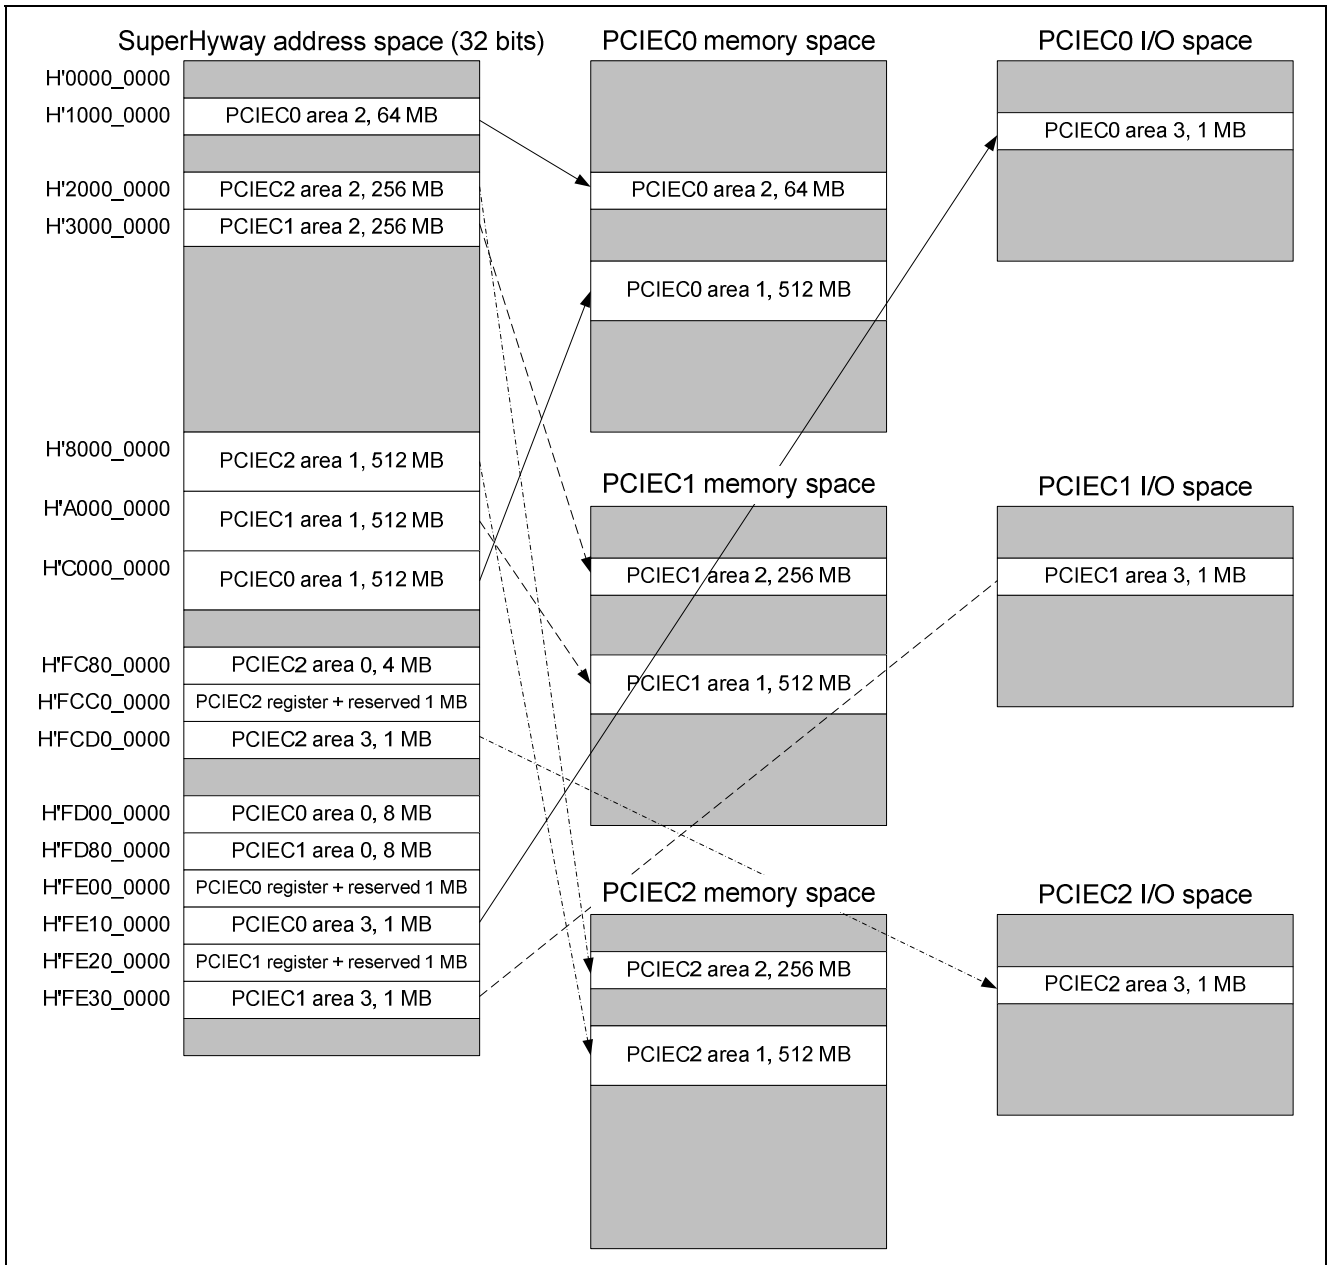 SuperHyway address space (32 bits)
H'0000_0000
H'1000_0000
PCIEC0 area 2, 64 MB
H'2000_0000
PCIEC2 area 2, 256 MB
H'3000_0000
PCIEC1 area 2, 256 MB
H'8000_0000
PCIEC2 area 1, 512 MB
H'A000_0000
PCIEC1 area 1, 512 MB
H'C000_0000
PCIEC0 area 1, 512 MB
H'FC80_0000
PCIEC2 area 0, 4 MB
H'FCC0_0000
PCIEC2 register + reserved 1 MB
H'FCD0_0000
PCIEC2 area 3, 1 MB
H'FD00_0000
PCIEC0 area 0, 8 MB
H'FD80_0000
PCIEC1 area 0, 8 MB
H'FE00_0000
PCIEC0 register + reserved 1 MB
H'FE10_0000
PCIEC0 area 3, 1 MB
H'FE20_0000
PCIEC1 register + reserved 1 MB
H'FE30_0000
PCIEC1 area 3, 1 MB
PCIEC0 memory space
PCIEC0 area 2, 64 MB
PCIEC0 area 1, 512 MB
PCIEC1 memory space
PCIEC1 area 2, 256 MB
PCIEC1 area 1, 512 MB
PCIEC2 memory space
PCIEC2 area 2, 256 MB
PCIEC2 area 1, 512 MB
PCIEC0 I/O space
PCIEC0 area 3, 1 MB
PCIEC1 I/O space
PCIEC1 area 3, 1 MB
PCIEC2 I/O space
PCIEC2 area 3, 1 MB